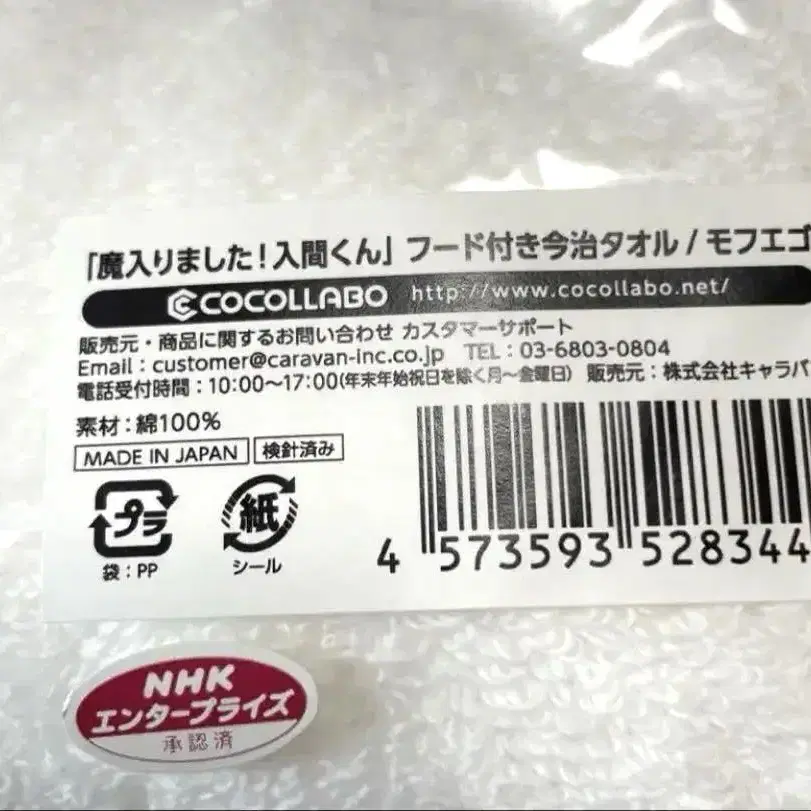 「魔入りました!入間くん」フード付き今治タオル/モフエゴ
COCOLLABO http://www.cocollabo.net/
販売元・商品に関するお問い合わせ カスタマーサポート
Email:customer@caravan-inc.co.jp TEL:03-6803-0804
電話受付時間:10:00〜17:00(年末年始祝日を除く月〜金曜日) 販売元:株式会社キャラバ
素材:綿100%
MADE IN JAPAN 検針済み
プラ 紙
袋:PP シール
4 573593 528344
NHK
エンタープライズ
承認済